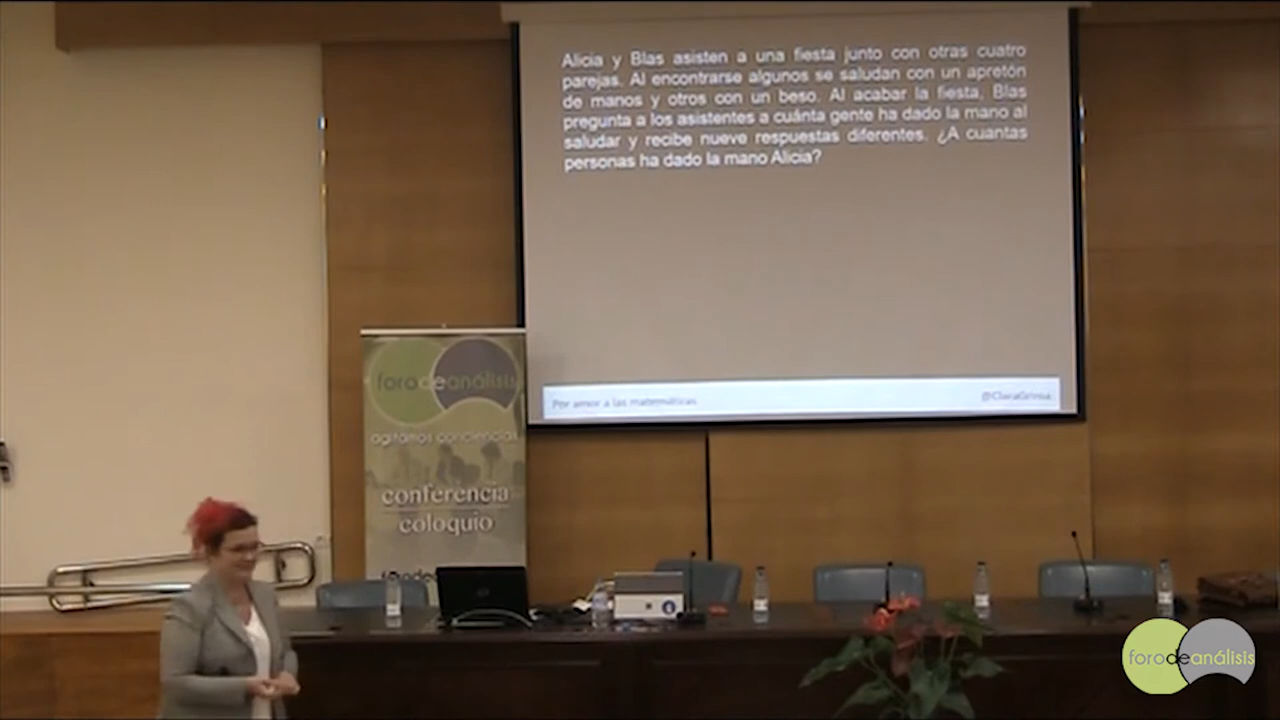 Alicia y Blas asisten a una fiesta junto con otras cuatro
parejas. Al encontrarse algunos se saludan con un apretón
de manos y otros con un beso. Al acabar la fiesta, Blas
pregunta a los asistentes a cuánta gente ha dado la mano al
saludar y recibe nueve respuestas diferentes. ¿A cuantas
personas ha dado la mano Alicia?
Por amor a las matemáticas
@ClaraGrima
forodeanálisis
agitamos conciencias
conferencia
coloquio
forodeanálisis